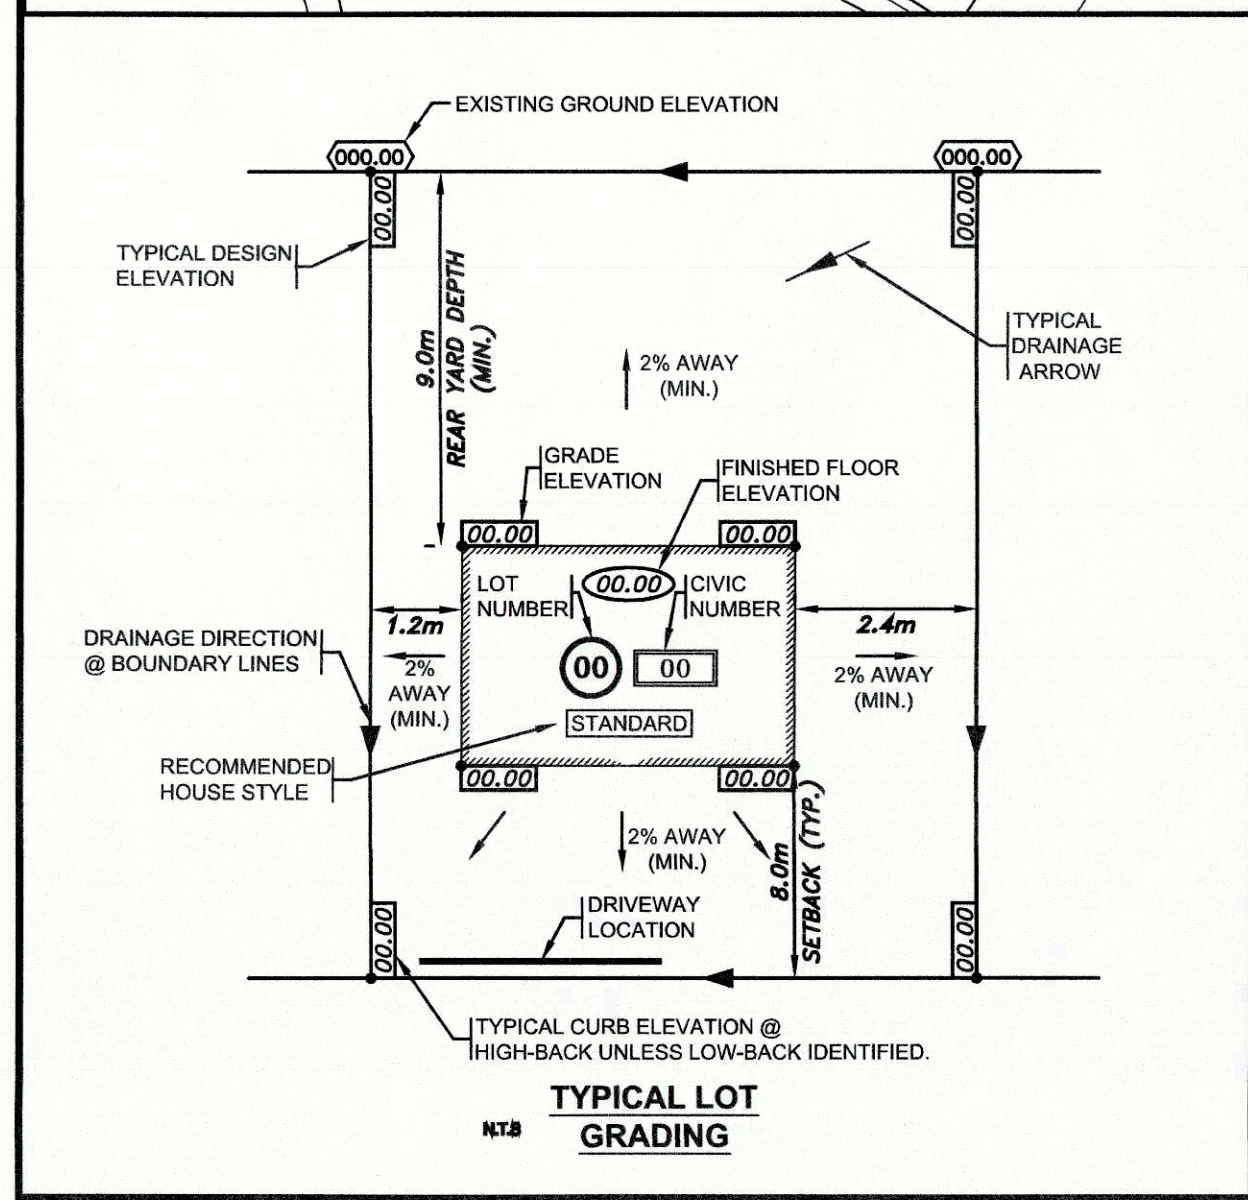 EXISTING GROUND ELEVATION
000.00
000.00
00.00
00.00
TYPICAL DESIGN
ELEVATION
9.0m
REAR YARD DEPTH
(MIN.)
TYPICAL
DRAINAGE
ARROW
2% AWAY
(MIN.)
GRADE
ELEVATION
FINISHED FLOOR
ELEVATION
00.00
00.00
LOT
NUMBER
00.00
CIVIC
NUMBER
1.2m
2.4m
DRAINAGE DIRECTION
@ BOUNDARY LINES
2%
AWAY
(MIN.)
00
00
2% AWAY
(MIN.)
STANDARD
RECOMMENDED
HOUSE STYLE
00.00
00.00
2% AWAY
(MIN.)
8.0m
SETBACK (TYP.)
DRIVEWAY
LOCATION
00.00
00.00
TYPICAL CURB ELEVATION @
HIGH-BACK UNLESS LOW-BACK IDENTIFIED.
TYPICAL LOT
GRADING